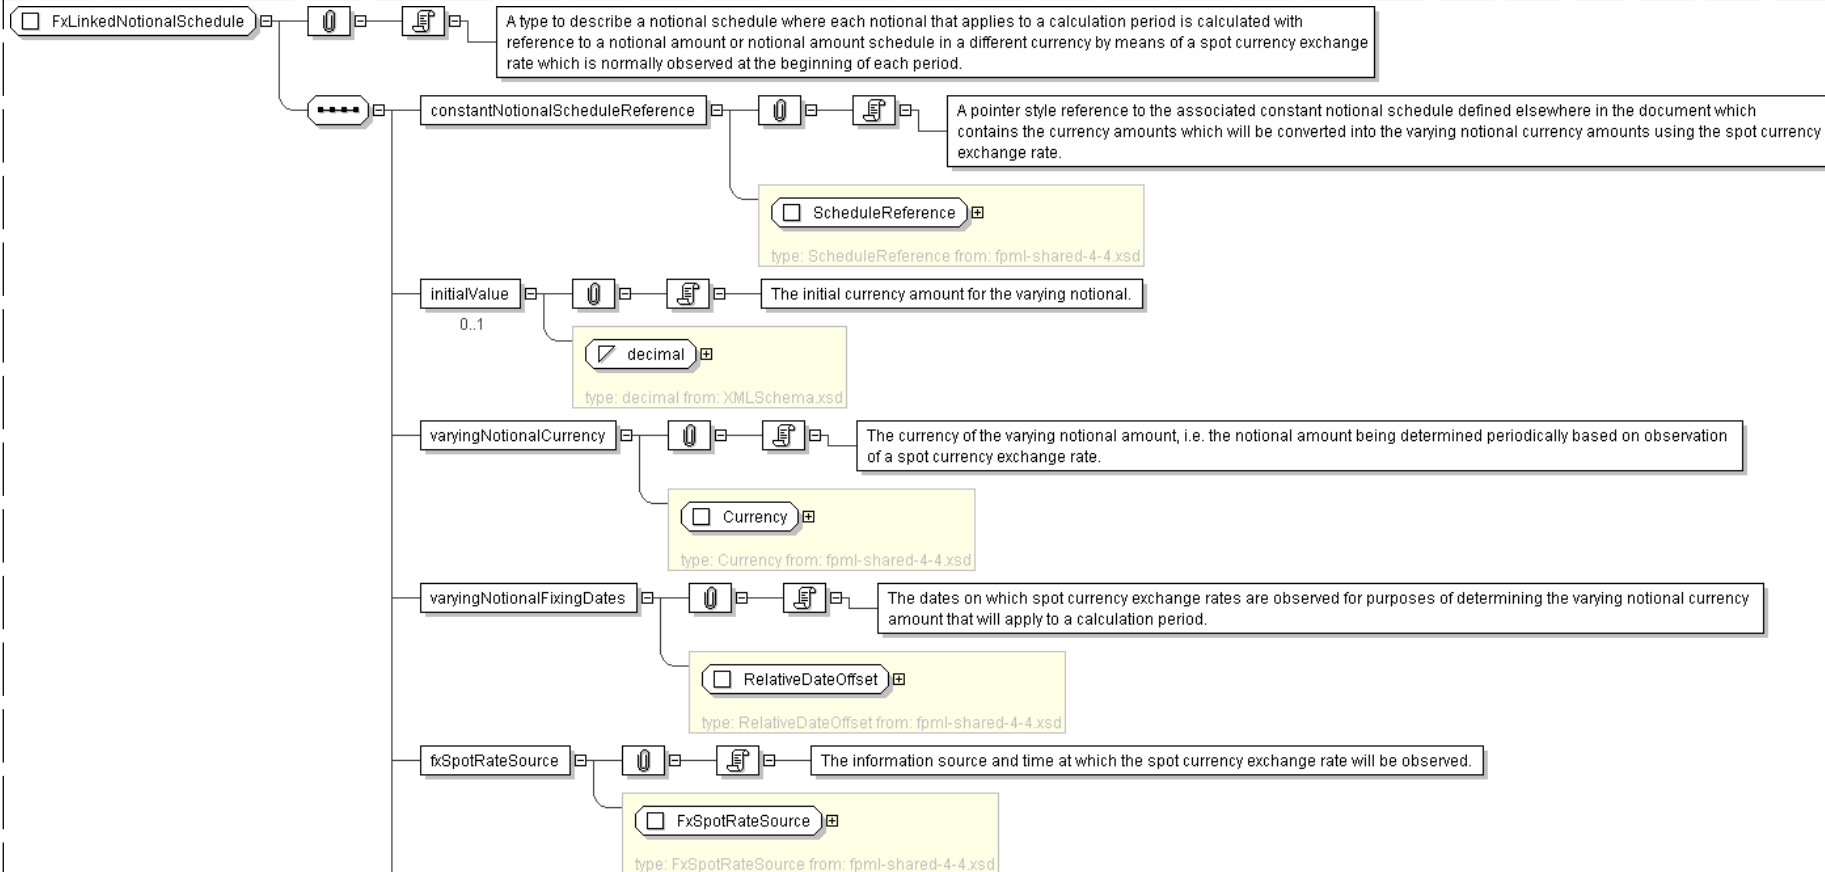 FxLinkedNotionalSchedule
A type to describe a notional schedule where each notional that applies to a calculation period is calculated with
reference to a notional amount or notional amount schedule in a different currency by means of a spot currency exchange
rate which is normally observed at the beginning of each period.
constantNotionalScheduleReference
A pointer style reference to the associated constant notional schedule defined elsewhere in the document which
contains the currency amounts which will be converted into the varying notional currency amounts using the spot currency
exchange rate.
ScheduleReference
type: ScheduleReference from: fpml-shared-4-4.xsd
initialValue
The initial currency amount for the varying notional.
0..1
decimal
type: decimal from: XMLSchema.xsd
varyingNotionalCurrency
The currency of the varying notional amount, i.e. the notional amount being determined periodically based on observation
of a spot currency exchange rate.
Currency
type: Currency from: fpml-shared-4-4.xsd
varyingNotionalFixingDates
The dates on which spot currency exchange rates are observed for purposes of determining the varying notional currency
amount that will apply to a calculation period.
RelativeDateOffset
type: RelativeDateOffset from: fpml-shared-4-4.xsd
fxSpotRateSource
The information source and time at which the spot currency exchange rate will be observed.
FxSpotRateSource
type: FxSpotRateSource from: fpml-shared-4-4.xsd